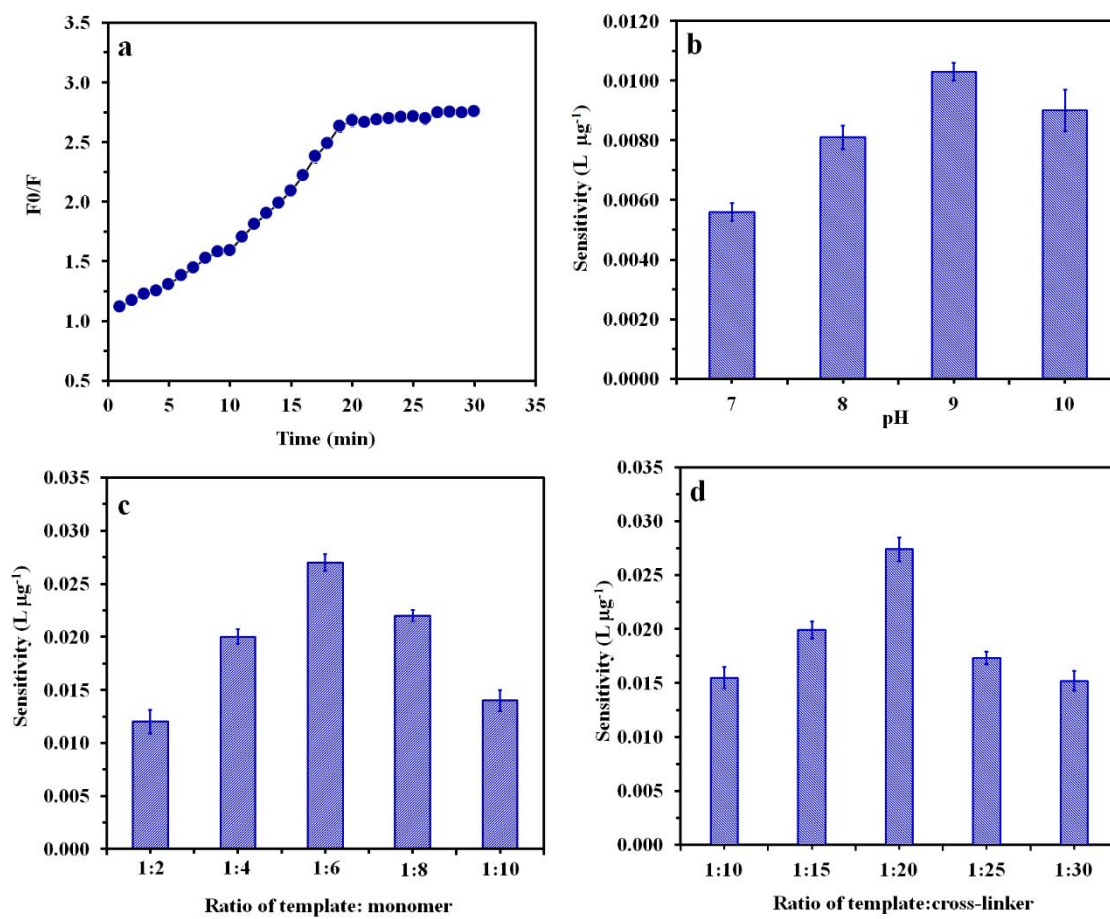 a
3.5
3.0
2.5
2.0
1.5
1.0
0.5
F0/F
0 5 10 15 20 25 30 35
Time (min)
b
0.0120
0.0100
0.0080
0.0060
0.0040
0.0020
0.0000
Sensitivity (L µg⁻¹)
7 8 9 10
pH
c
0.035
0.030
0.025
0.020
0.015
0.010
0.005
0.000
Sensitivity (L µg⁻¹)
1:2 1:4 1:6 1:8 1:10
Ratio of template: monomer
d
0.035
0.030
0.025
0.020
0.015
0.010
0.005
0.000
Sensitivity (L µg⁻¹)
1:10 1:15 1:20 1:25 1:30
Ratio of template:cross-linker